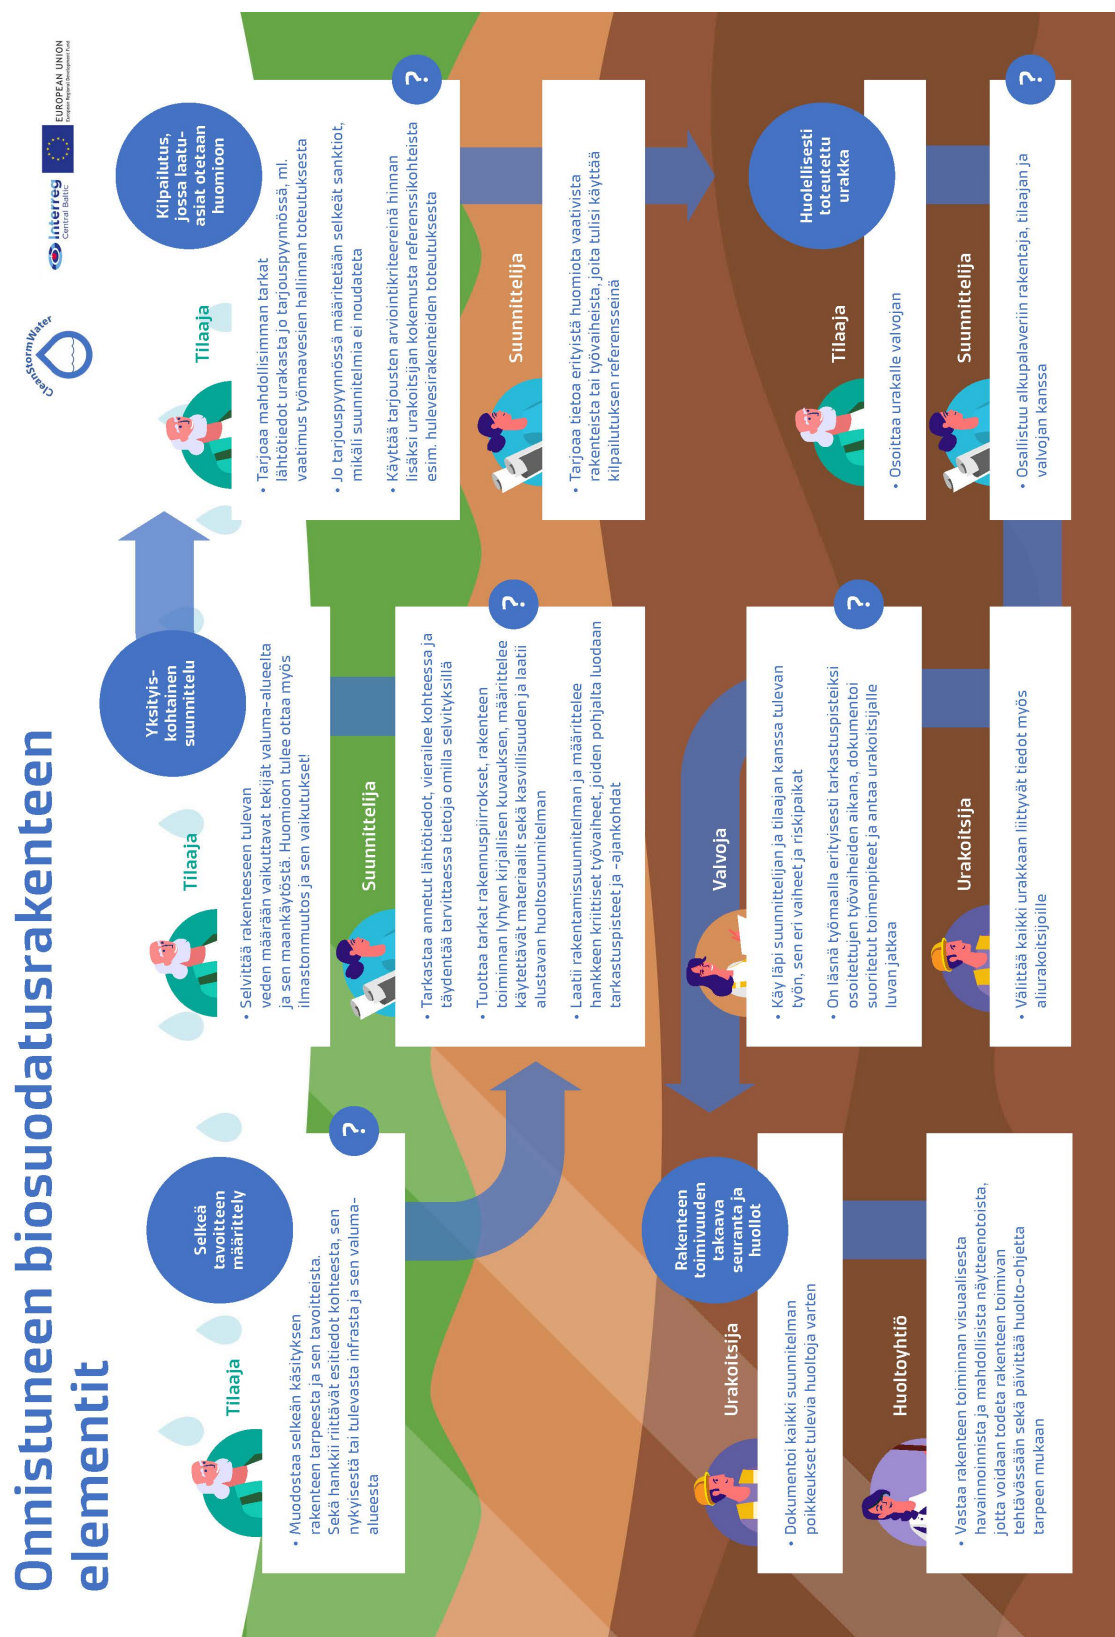 Onnistuneen biosuodatusrakenteen
elementit
CleanStormWater
Interreg
Central Baltic
EUROPEAN UNION
European Regional Development Fund
Selkeä
tavoitteen
määrittely
Tilaaja
• Muodostaa selkeän käsityksen
rakenteen tarpeesta ja sen tavoitteista.
Sekä hankkii riittävät esitiedot kohteesta, sen
nykyisestä tai tulevasta infrasta ja sen valuma-
alueesta
?
Yksityis-
kohtainen
suunnittelu
Tilaaja
• Selvittää rakenteeseen tulevan
veden määrään vaikuttavat tekijät valuma-alueelta
ja sen maankäytöstä. Huomioon tulee ottaa myös
ilmastonmuutos ja sen vaikutukset!
Suunnittelija
• Tarkastaa annetut lähtötiedot, vierailee kohteessa ja
täydentää tarvittaessa tietoja omilla selvityksillä
• Tuottaa tarkat rakennuspiirrokset, rakenteen
toiminnan lyhyen kirjallisen kuvauksen, määrittelee
käytettävät materiaalit sekä kasvillisuuden ja laatii
alustavan huoltosuunnitelman
• Laatii rakentamissuunnitelman ja määrittelee
hankkeen kriittiset työvaiheet, joiden pohjalta luodaan
tarkastuspisteet ja -ajankohdat
?
Kilpailutus,
jossa laatu-
asiat otetaan
huomioon
Tilaaja
• Tarjoaa mahdollisimman tarkat
lähtötiedot urakasta jo tarjouspyynnössä, ml.
vaatimus työmaavesien hallinnan toteutuksesta
• Jo tarjouspyynnössä määritetään selkeät sanktiot,
mikäli suunnitelmia ei noudateta
• Käyttää tarjousten arviointikriteereinä hinnan
lisäksi urakoitsijan kokemusta referenssikohteista
esim. hulevesirakenteiden toteutuksesta
?
Suunnittelija
• Tarjoaa tietoa erityistä huomiota vaativista
rakenteista tai työvaiheista, joita tulisi käyttää
kilpailutuksen referensseinä
Huolellisesti
toteutettu
urakka
Tilaaja
• Osoittaa urakalle valvojan
Suunnittelija
• Osallistuu alkupalaveriin rakentaja, tilaajan ja
valvojan kanssa
?
Valvoja
• Käy läpi suunnittelijan ja tilaajan kanssa tulevan
työn, sen eri vaiheet ja riskipaikat
• On läsnä työmaalla erityisesti tarkastuspisteiksi
osoitettujen työvaiheiden aikana, dokumentoi
suoritetut toimenpiteet ja antaa urakoitsijalle
luvan jatkaa
?
Urakoitsija
• Välittää kaikki urakkaan liittyvät tiedot myös
aliurakoitsijoille
Rakenteen
toimivuuden
takaava
seuranta ja
huollot
Urakoitsija
• Dokumentoi kaikki suunnitelman
poikkeukset tulevia huoltoja varten
Huoltoyhtiö
• Vastaa rakenteen toiminnan visuaalisesta
havainnoinnista ja mahdollisista näytteenotoista,
jotta voidaan todeta rakenteen toimivan
tehtävässään sekä päivittää huolto-ohjetta
tarpeen mukaan